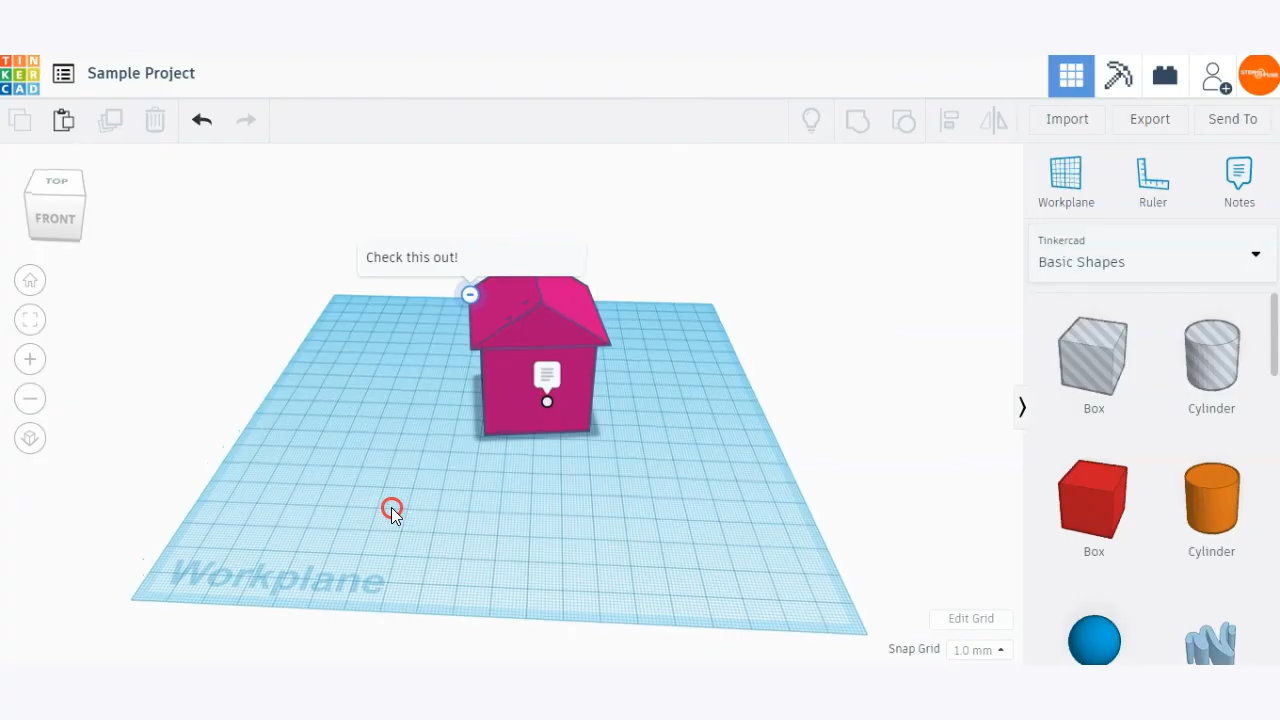 TIN
KER
CAD
Sample Project
Import
Export
Send To
TOP
FRONT
Workplane
Ruler
Notes
Tinkercad
Basic Shapes
Check this out!
Box
Cylinder
Box
Cylinder
Workplane
Edit Grid
Snap Grid
1.0 mm